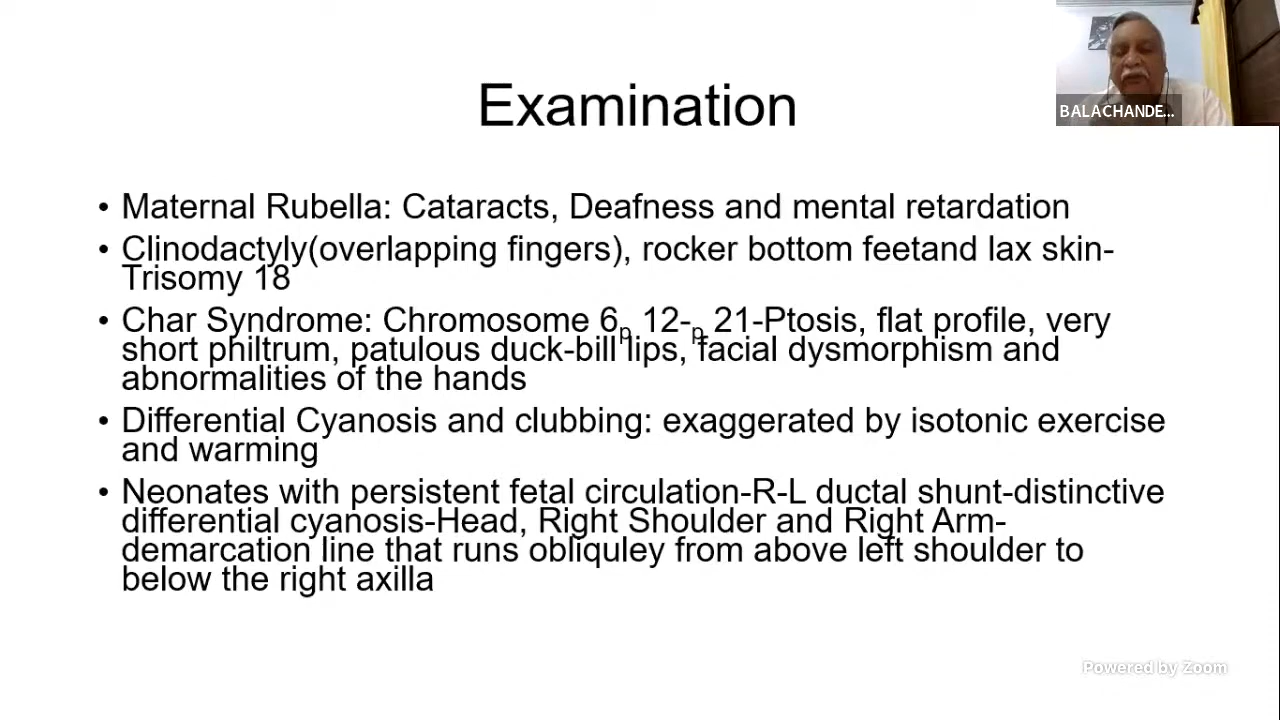 Examination
BALACHANDE...
• Maternal Rubella: Cataracts, Deafness and mental retardation
• Clinodactyly(overlapping fingers), rocker bottom feetand lax skin-
Trisomy 18
• Char Syndrome: Chromosome 6p 12-p 21-Ptosis, flat profile, very
short philtrum, patulous duck-bill lips, facial dysmorphism and
abnormalities of the hands
• Differential Cyanosis and clubbing: exaggerated by isotonic exercise
and warming
• Neonates with persistent fetal circulation-R-L ductal shunt-distinctive
differential cyanosis-Head, Right Shoulder and Right Arm-
demarcation line that runs obliquley from above left shoulder to
below the right axilla
Powered by Zoom